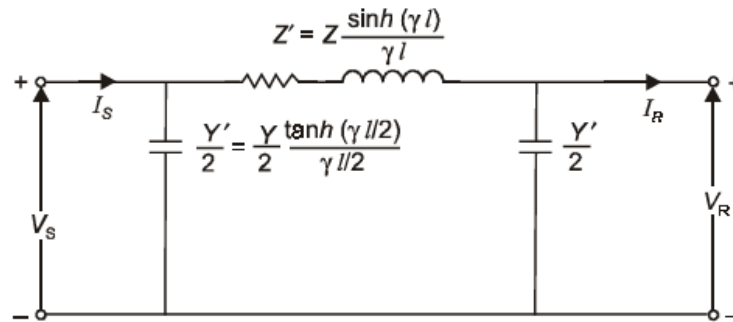 Z' = Z sinh (γ l) / γ l
+ I_S I_R -
Y'/2 = Y/2 tanh (γ l/2) / γ l/2 Y'/2
V_S V_R
− −